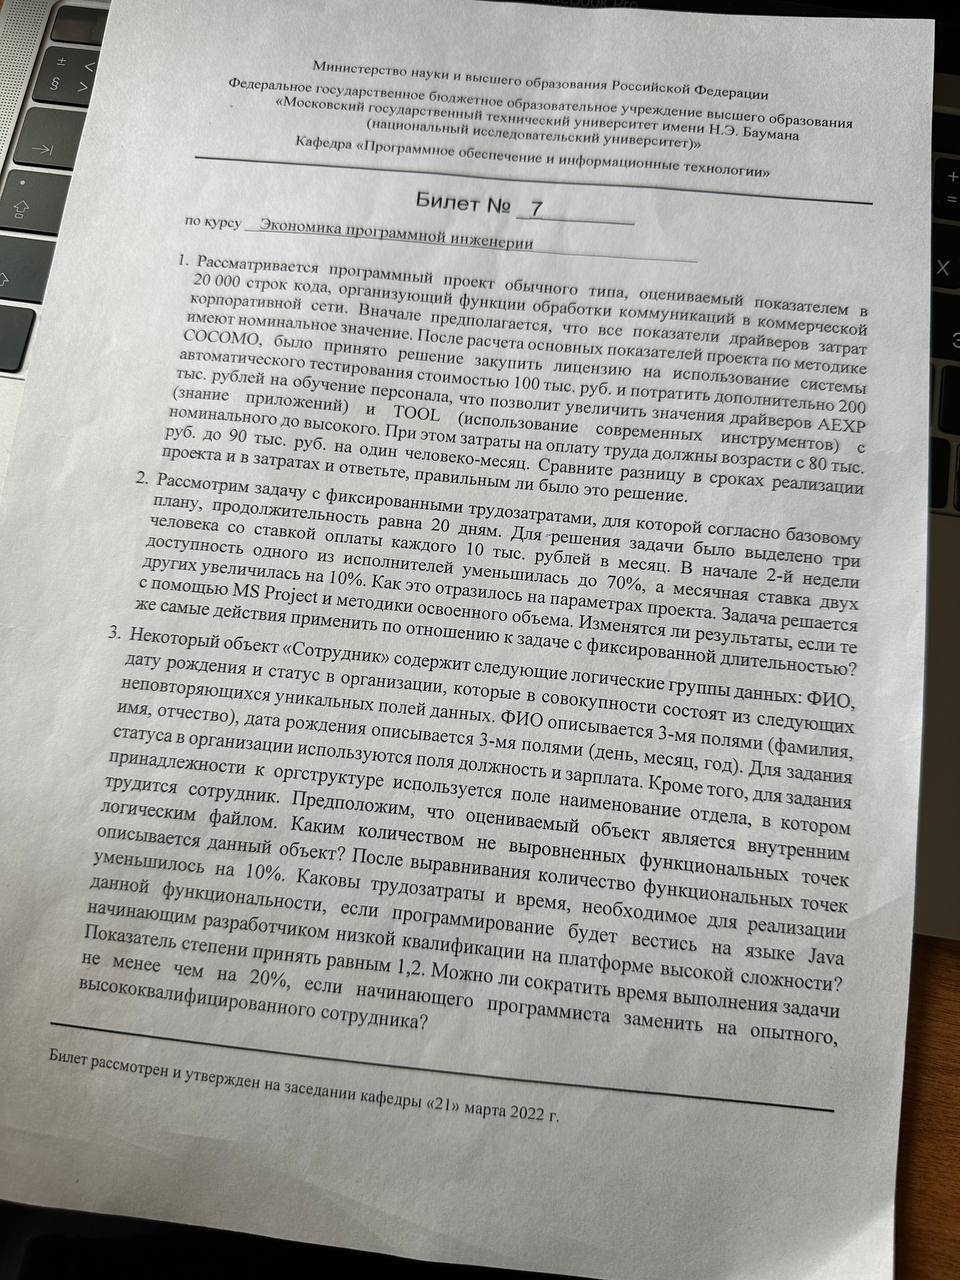 Министерство науки и высшего образования Российской Федерации
Федеральное государственное бюджетное образовательное учреждение высшего образования
«Московский государственный технический университет имени Н.Э. Баумана
(национальный исследовательский университет)»
Кафедра «Программное обеспечение и информационные технологии»
Билет № 7
по курсу Экономика программной инженерии
1. Рассматривается программный проект обычного типа, оцениваемый показателем в
20 000 строк кода, организующий функции обработки коммуникаций в коммерческой
корпоративной сети. Вначале предполагается, что все показатели драйверов затрат
имеют номинальное значение. После расчета основных показателей проекта по методике
COCOMO, было принято решение закупить лицензию на использование системы
автоматического тестирования стоимостью 100 тыс. руб. и потратить дополнительно 200
тыс. рублей на обучение персонала, что позволит увеличить значения драйверов AEXP
(знание приложений) и TOOL (использование современных инструментов) с
номинального до высокого. При этом затраты на оплату труда должны возрасти с 80 тыс.
руб. до 90 тыс. руб. на один человеко-месяц. Сравните разницу в сроках реализации
проекта и в затратах и ответьте, правильным ли было это решение.
2. Рассмотрим задачу с фиксированными трудозатратами, для которой согласно базовому
плану, продолжительность равна 20 дням. Для решения задачи было выделено три
человека со ставкой оплаты каждого 10 тыс. рублей в месяц. В начале 2-й недели
доступность одного из исполнителей уменьшилась до 70%, а месячная ставка двух
других увеличилась на 10%. Как это отразилось на параметрах проекта. Задача решается
с помощью MS Project и методики освоенного объема. Изменятся ли результаты, если те
же самые действия применить по отношению к задаче с фиксированной длительностью?
3. Некоторый объект «Сотрудник» содержит следующие логические группы данных: ФИО,
дату рождения и статус в организации, которые в совокупности состоят из следующих
неповторяющихся уникальных полей данных. ФИО описывается 3-мя полями (фамилия,
имя, отчество), дата рождения описывается 3-мя полями (день, месяц, год). Для задания
статуса в организации используются поля должность и зарплата. Кроме того, для задания
принадлежности к оргструктуре используется поле наименование отдела, в котором
трудится сотрудник. Предположим, что оцениваемый объект является внутренним
логическим файлом. Каким количеством не выровненных функциональных точек
описывается данный объект? После выравнивания количество функциональных точек
уменьшилось на 10%. Каковы трудозатраты и время, необходимое для реализации
данной функциональности, если программирование будет вестись на языке Java
начинающим разработчиком низкой квалификации на платформе высокой сложности?
Показатель степени принять равным 1,2. Можно ли сократить время выполнения задачи
не менее чем на 20%, если начинающего программиста заменить на опытного,
высококвалифицированного сотрудника?
Билет рассмотрен и утвержден на заседании кафедры «21» марта 2022 г.